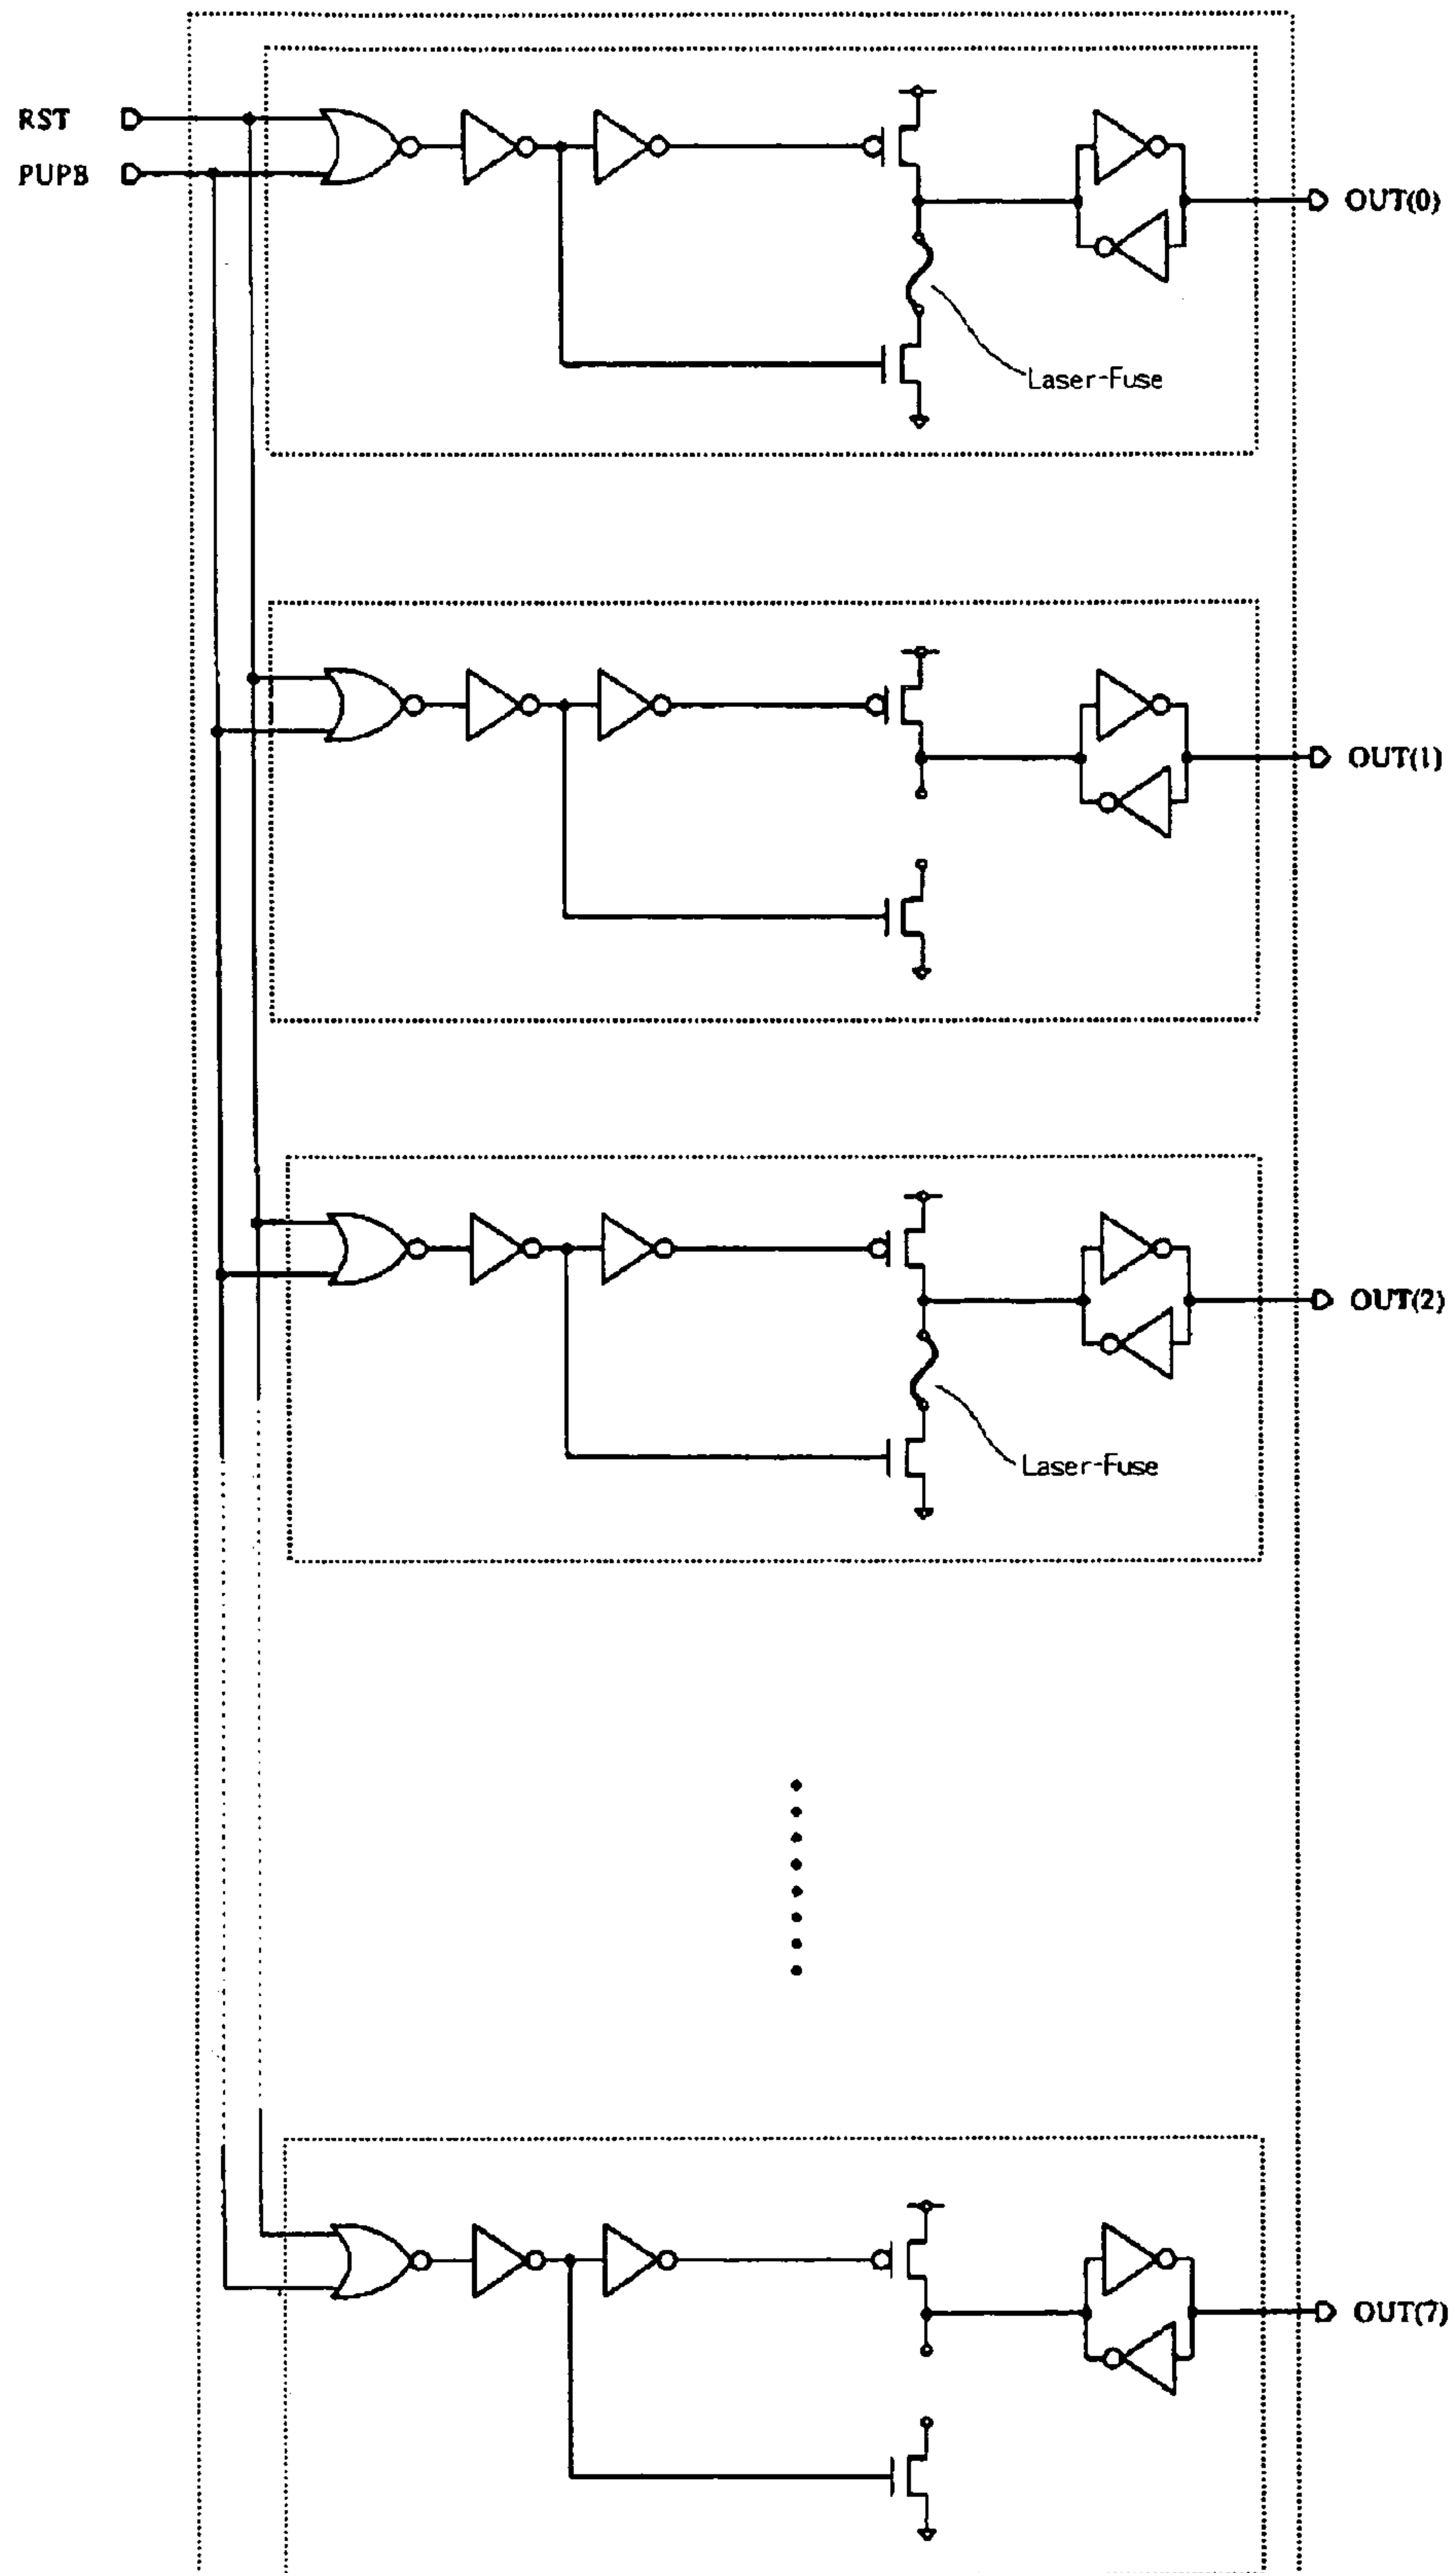 RST
PUPB
OUT(0)
Laser-Fuse
OUT(1)
OUT(2)
Laser-Fuse
OUT(7)